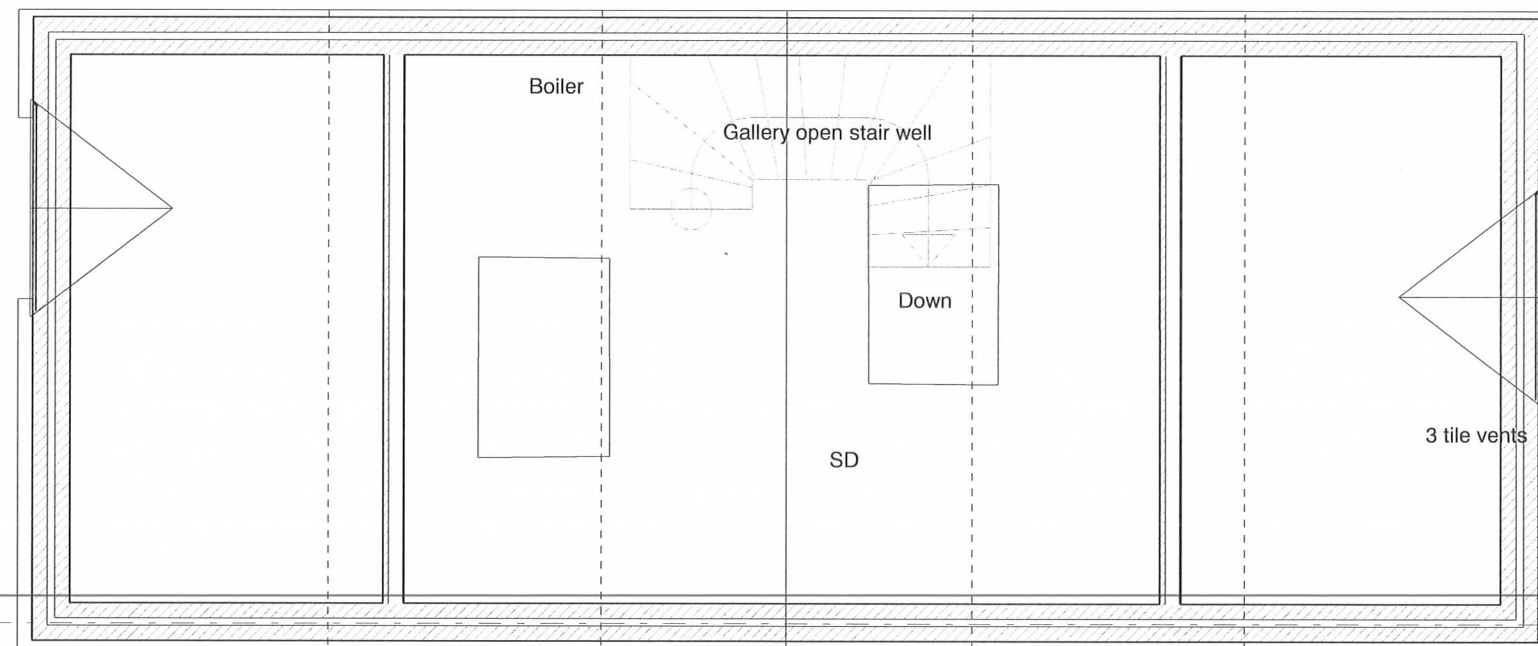 Boiler
Gallery open stair well
Down
3 tile vents
SD